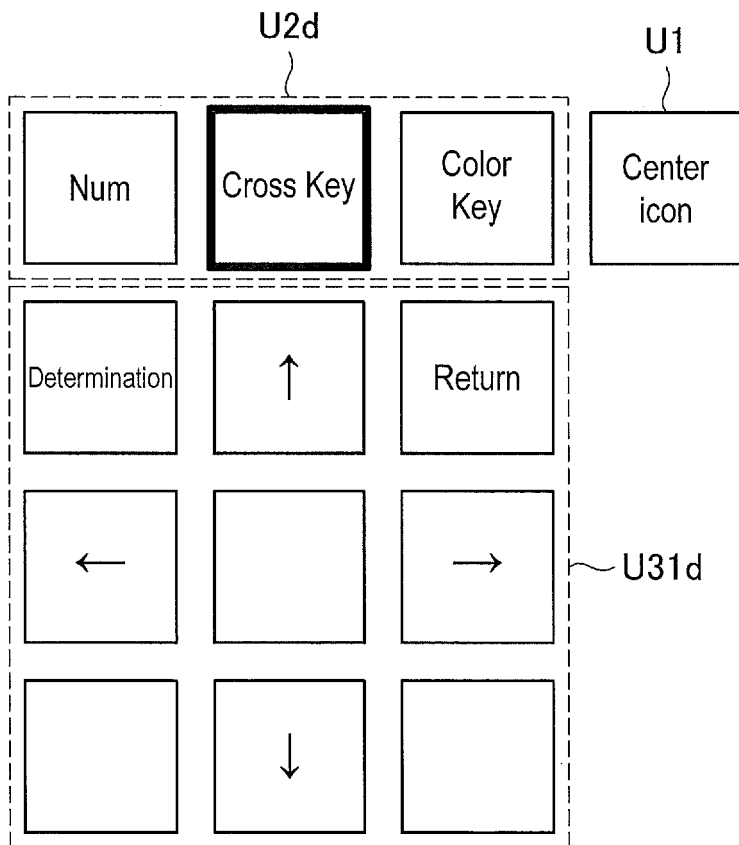 U2d
U1
Num
Cross Key
Color
Key
Center
icon
Determination
↑
Return
←
→
U31d
↓